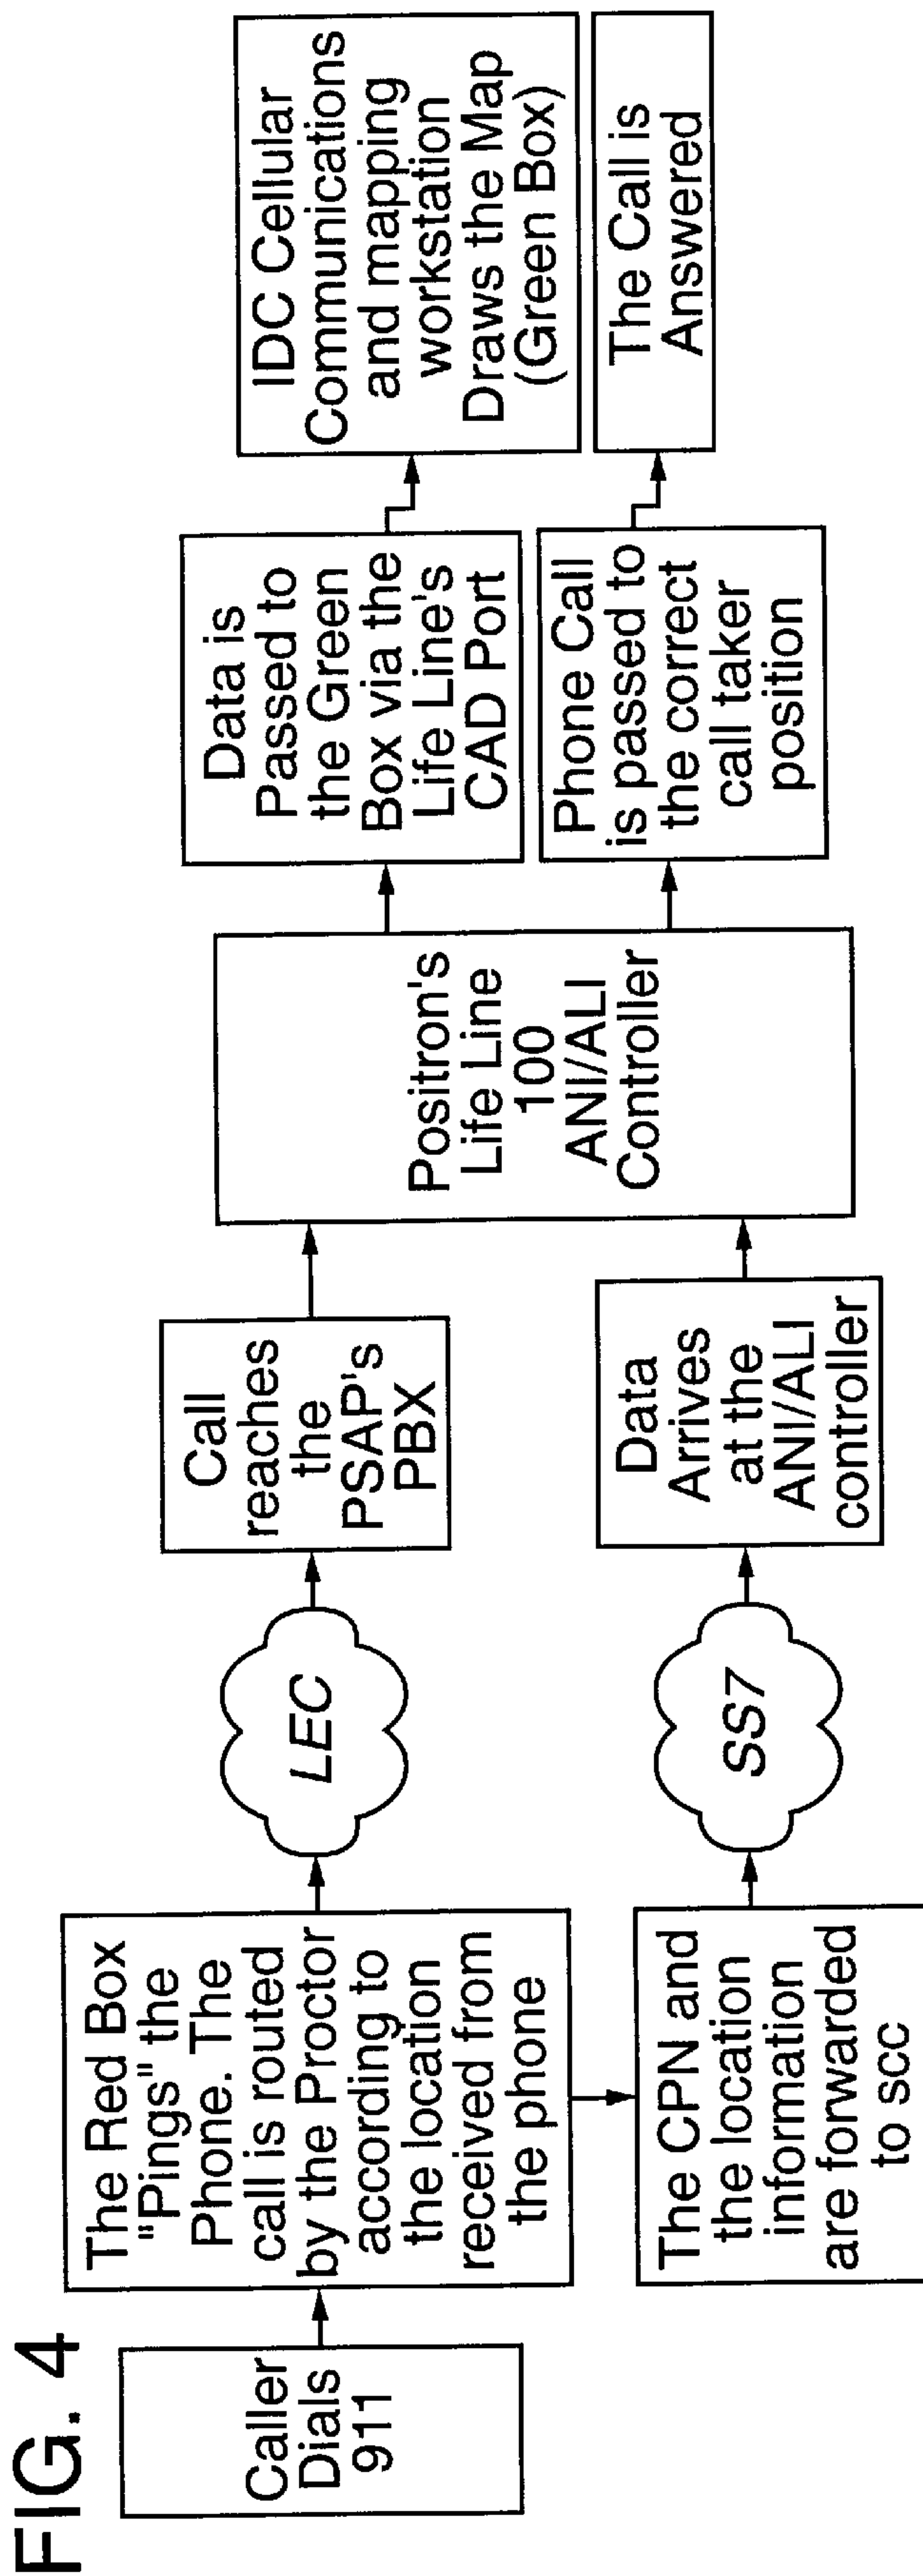 FIG. 4
Caller
Dials
911
The Red Box
"Pings" the
Phone. The
call is routed
by the Proctor
according to
the location
received from
the phone
The CPN and
the location
information
are forwarded
to scc
LEC
SS7
Call
reaches
the
PSAP's
PBX
Data
Arrives
at the
ANI/ALI
controller
Positron's
Life Line
100
ANI/ALI
Controller
Data is
Passed to
the Green
Box via the
Life Line's
CAD Port
Phone Call
is passed to
the correct
call taker
position
IDC Cellular
Communications
and mapping
workstation
Draws the Map
(Green Box)
The Call is
Answered